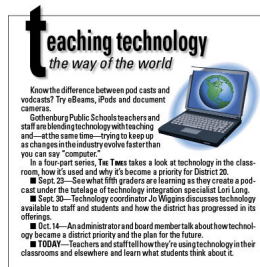 teaching technology
the way of the world
Know the difference between pod casts and
vodcasts? Try eBeams, iPods and document
cameras.
Gothenburg Public Schools teachers and
staff are blending technology with teaching
and—at the same time—trying to keep up
as changes in the industry evolve faster than
you can say "computer."
In a four-part series, THE TIMES takes a look at technology in the class-
room, how it's used and why it's become a priority for District 20.
■ Sept. 23—See what fifth graders are learning as they create a pod-
cast under the tutelage of technology integration specialist Lori Long.
■ Sept. 30—Technology coordinator Jo Wiggins discusses technology
available to staff and students and how the district has progressed in its
offerings.
■ Oct. 14—An administrator and board member talk about how technol-
ogy became a district priority and the plan for the future.
■ TODAY—Teachers and staff tell how they're using technology in their
classrooms and elsewhere and learn what students think about it.